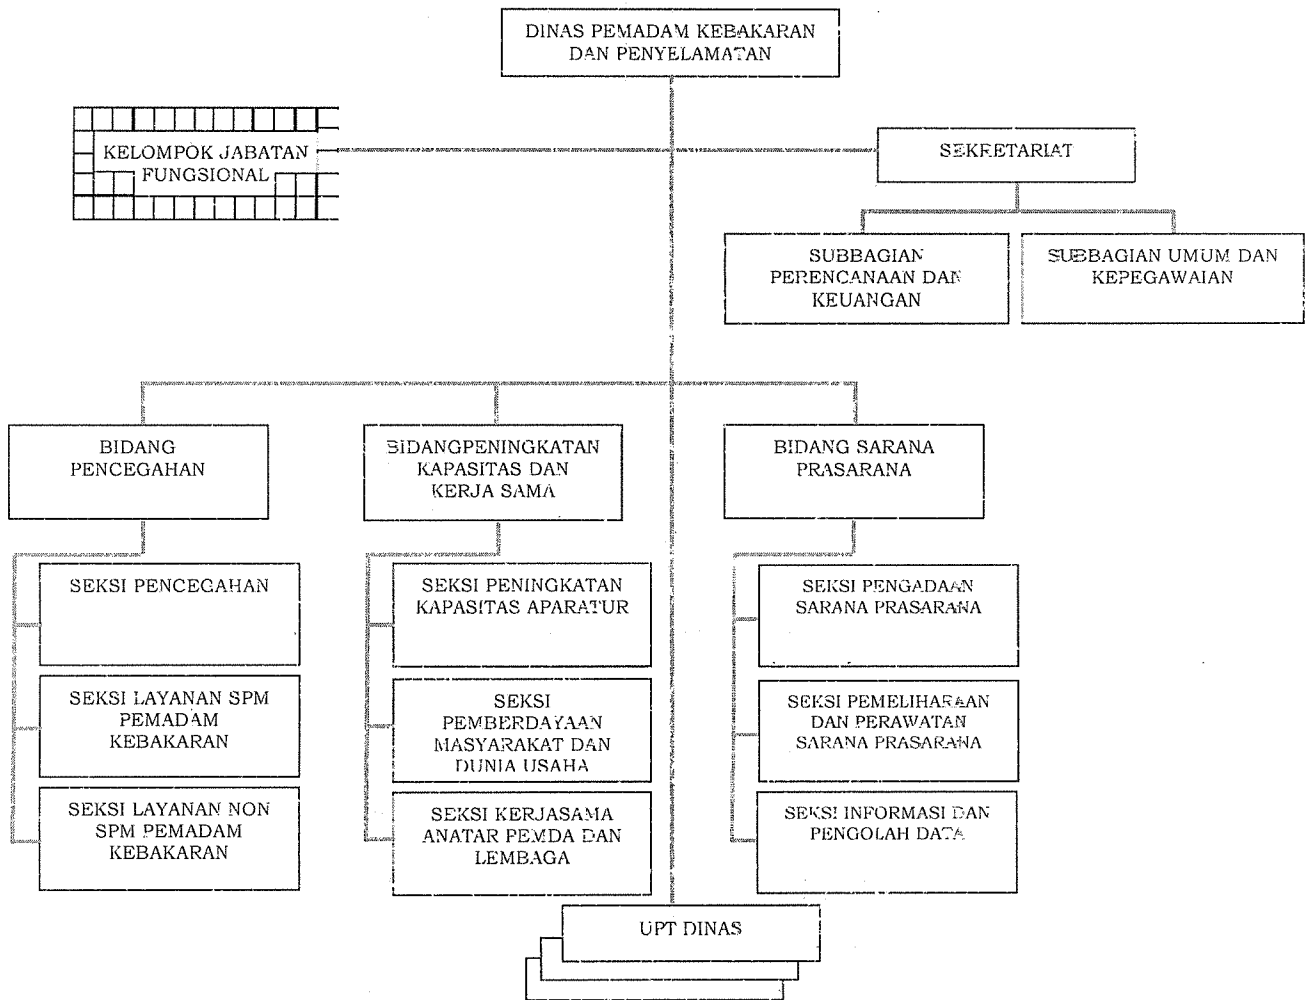 DINAS PEMADAM KEBAKARAN
DAN PENYELAMATAN
KELOMPOK JABATAN
FUNGSIONAL
SEKRETARIAT
SUBBAGIAN
PERENCANAAN DAN
KEUANGAN
SUBBAGIAN UMUM DAN
KEPEGAWAIAN
BIDANG
PENCEGAHAN
BIDANGPENINGKATAN
KAPASITAS DAN
KERJA SAMA
BIDANG SARANA
PRASARANA
SEKSI PENCEGAHAN
SEKSI LAYANAN SPM
PEMADAM
KEBAKARAN
SEKSI LAYANAN NON
SPM PEMADAM
KEBAKARAN
SEKSI PENINGKATAN
KAPASITAS APARATUR
SEKSI
PEMBERDAYAAN
MASYARAKAT DAN
DUNIA USAHA
SEKSI KERJASAMA
ANATAR PEMDA DAN
LEMBAGA
SEKSI PENGADAAN
SARANA PRASARANA
SEKSI PEMELIHARAAN
DAN PERAWATAN
SARANA PRASARANA
SEKSI INFORMASI DAN
PENGOLAH DATA
UPT DINAS